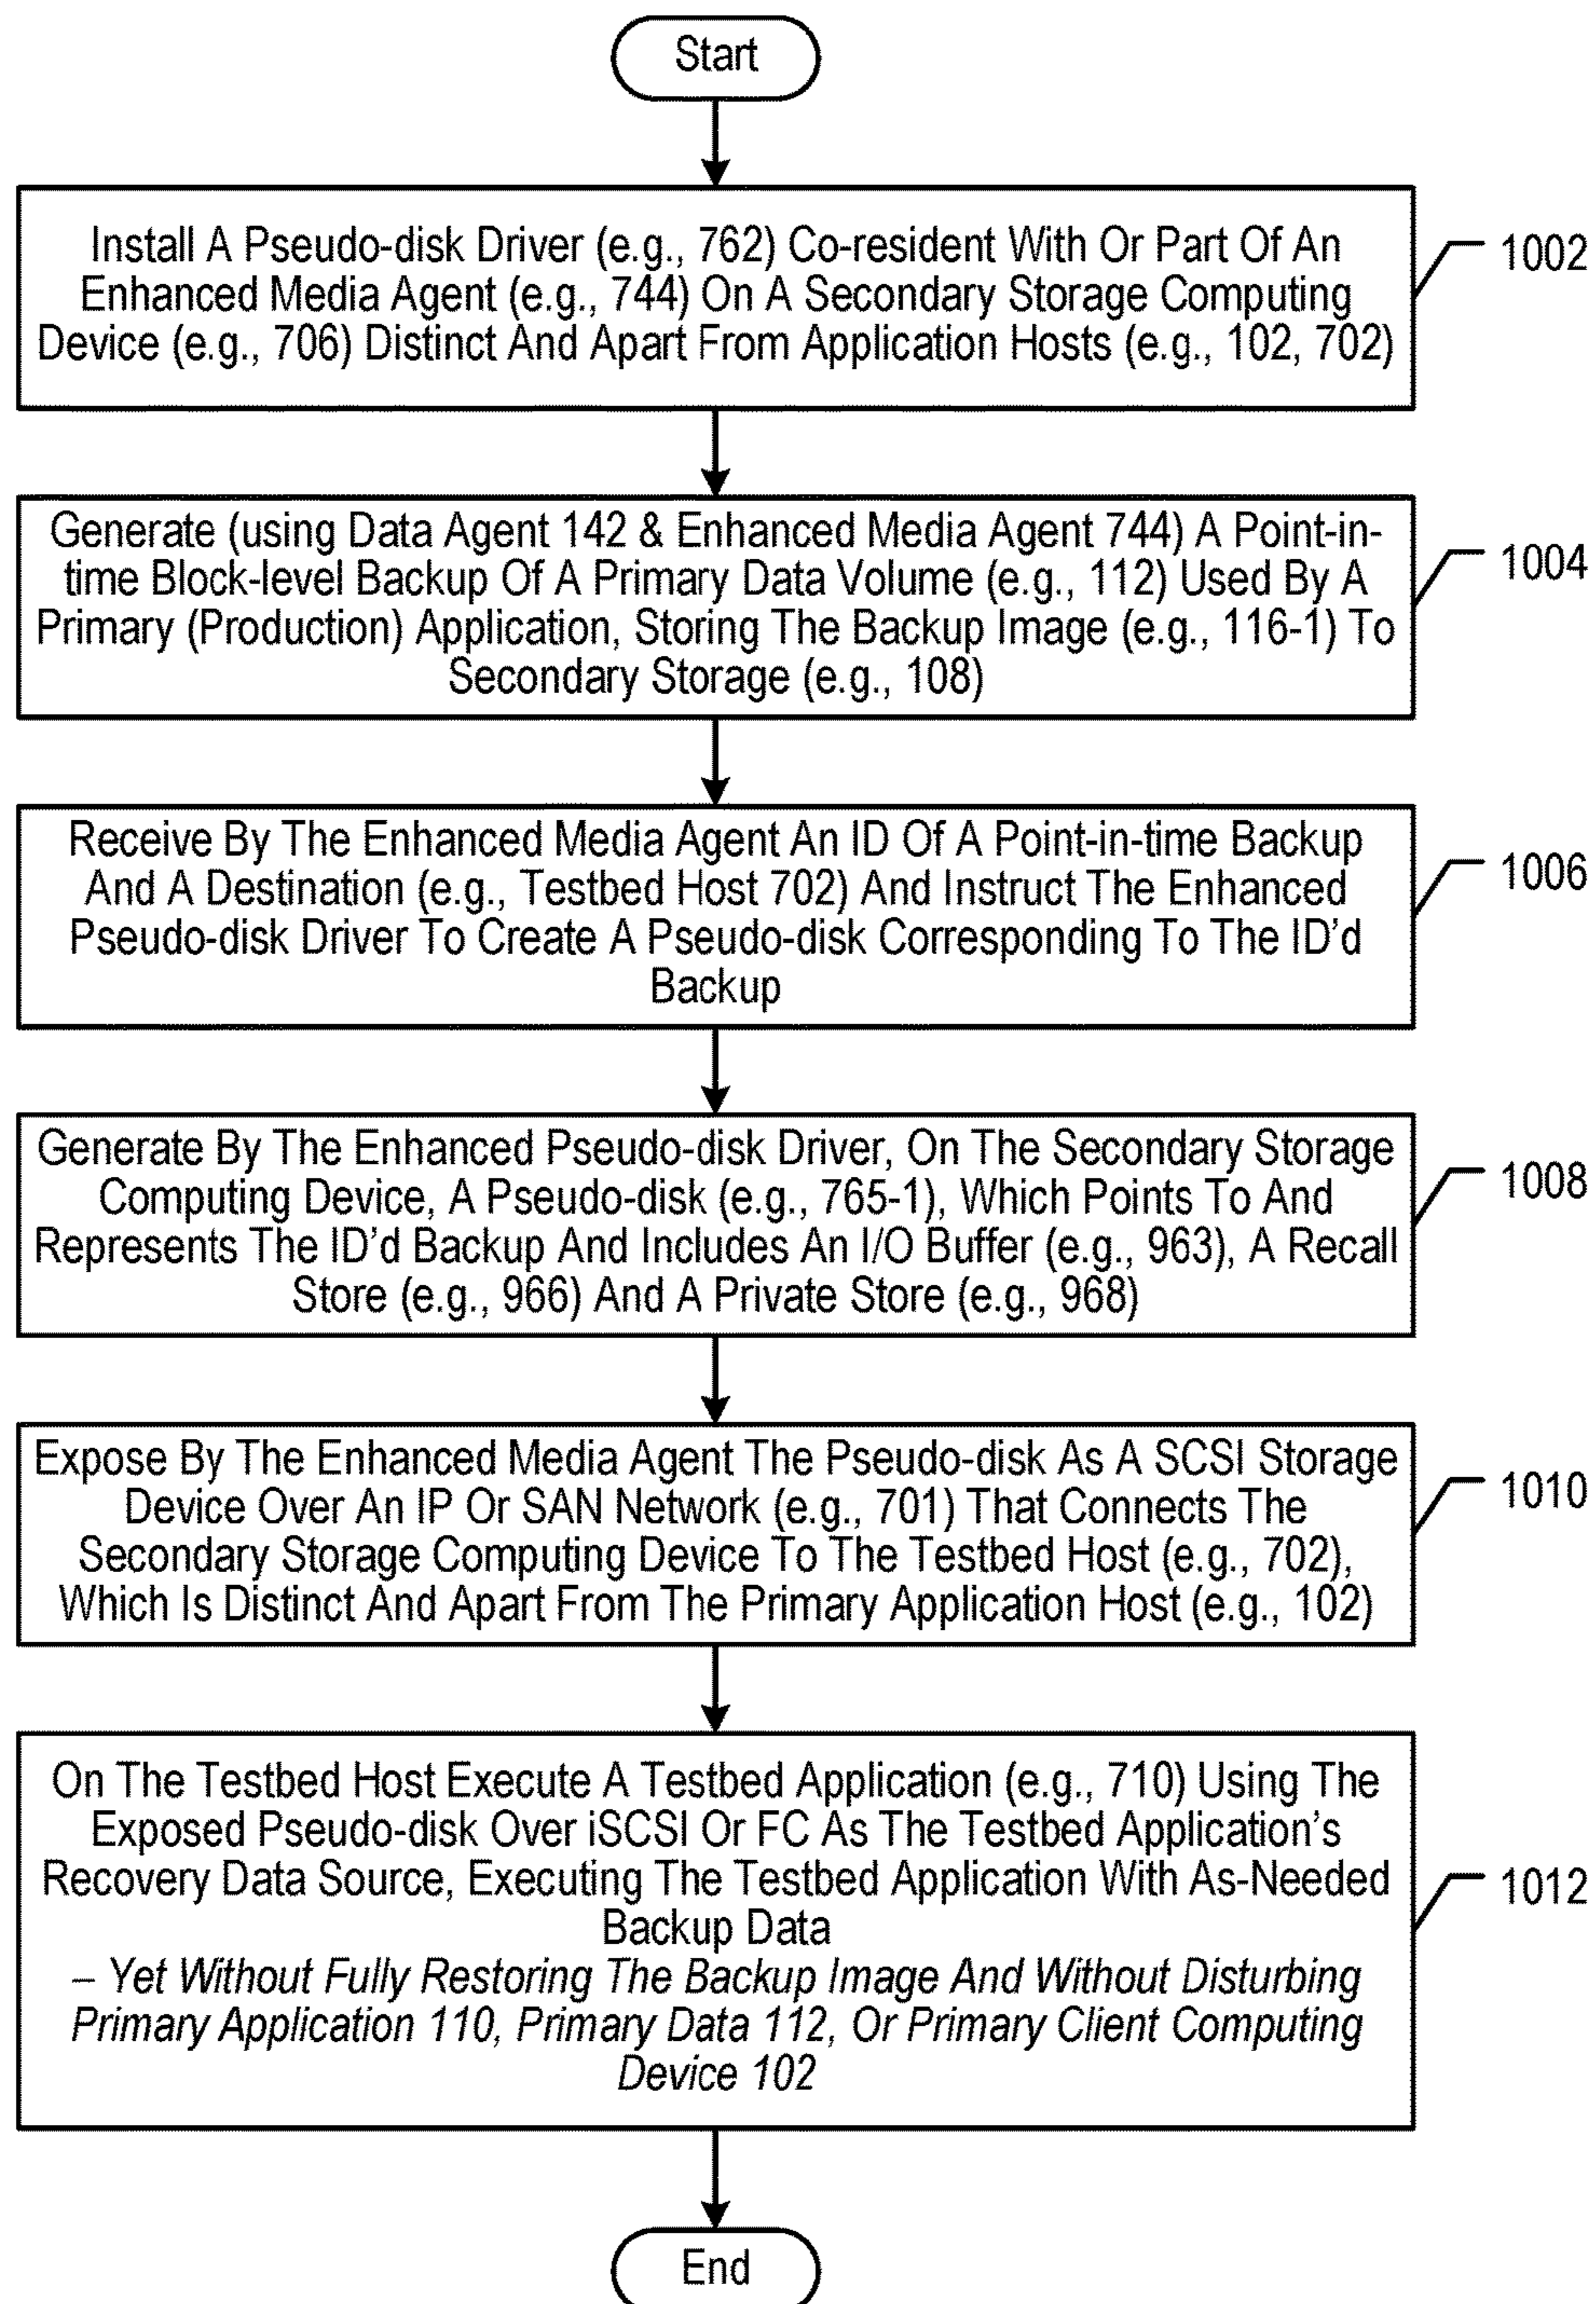 Start
Install A Pseudo-disk Driver (e.g., 762) Co-resident With Or Part Of An
Enhanced Media Agent (e.g., 744) On A Secondary Storage Computing
Device (e.g., 706) Distinct And Apart From Application Hosts (e.g., 102, 702)
1002
Generate (using Data Agent 142 & Enhanced Media Agent 744) A Point-in-
time Block-level Backup Of A Primary Data Volume (e.g., 112) Used By A
Primary (Production) Application, Storing The Backup Image (e.g., 116-1) To
Secondary Storage (e.g., 108)
1004
Receive By The Enhanced Media Agent An ID Of A Point-in-time Backup
And A Destination (e.g., Testbed Host 702) And Instruct The Enhanced
Pseudo-disk Driver To Create A Pseudo-disk Corresponding To The ID’d
Backup
1006
Generate By The Enhanced Pseudo-disk Driver, On The Secondary Storage
Computing Device, A Pseudo-disk (e.g., 765-1), Which Points To And
Represents The ID’d Backup And Includes An I/O Buffer (e.g., 963), A Recall
Store (e.g., 966) And A Private Store (e.g., 968)
1008
Expose By The Enhanced Media Agent The Pseudo-disk As A SCSI Storage
Device Over An IP Or SAN Network (e.g., 701) That Connects The
Secondary Storage Computing Device To The Testbed Host (e.g., 702),
Which Is Distinct And Apart From The Primary Application Host (e.g., 102)
1010
On The Testbed Host Execute A Testbed Application (e.g., 710) Using The
Exposed Pseudo-disk Over iSCSI Or FC As The Testbed Application’s
Recovery Data Source, Executing The Testbed Application With As-Needed
Backup Data
– Yet Without Fully Restoring The Backup Image And Without Disturbing
Primary Application 110, Primary Data 112, Or Primary Client Computing
Device 102
1012
End